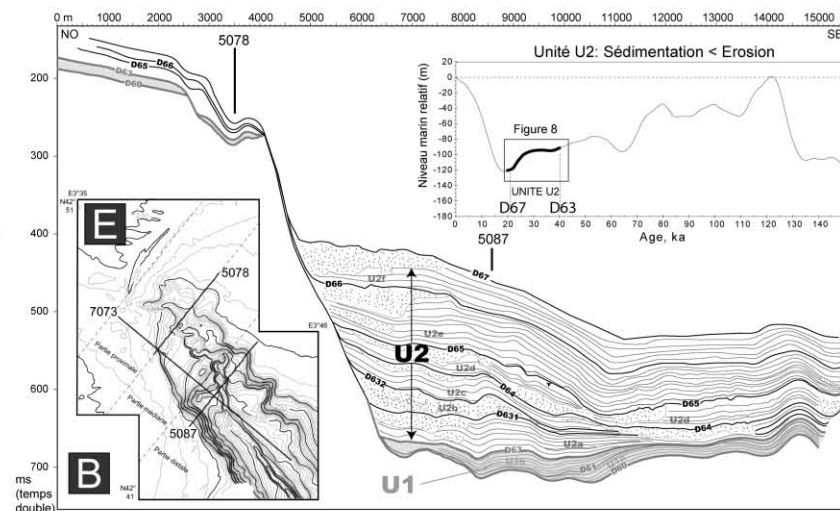 0 m 1000 2000 3000 4000 5000 6000 7000 8000 9000 10000 11000 12000 13000 14000 15000
NO
SE
5078
D65
D66
D63
D60
200
300
400
500
600
700
ms
(temps
double)
Unité U2: Sédimentation < Erosion
Niveau marin relatif (m)
20
0
-20
-40
-60
-80
-100
-120
-140
-160
-180
Figure 8
UNITE U2
D67 D63
0 10 20 30 40 50 60 70 80 90 100 110 120 130 140
Age, ka
5087
D67
U2f
D66
U2e
U2
D65
U2d
D64
D632
U2c
U2b
D631
D65
U2d
D64
U2a
D63
U1b
D61
D60
U1
E3°35
N42°
51
E
5078
7073
E3°46
Partie proximale
Partie médiane
5087
Partie distale
B
N42°
41